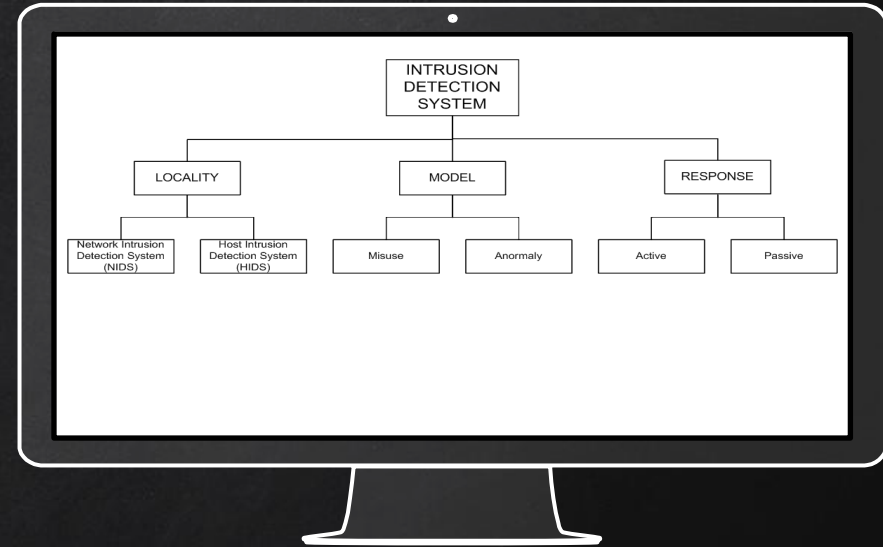 INTRUSION
DETECTION
SYSTEM
LOCALITY
MODEL
RESPONSE
Network Intrusion
Detection System
(NIDS)
Host Intrusion
Detection System
(HIDS)
Misuse
Anormaly
Active
Passive